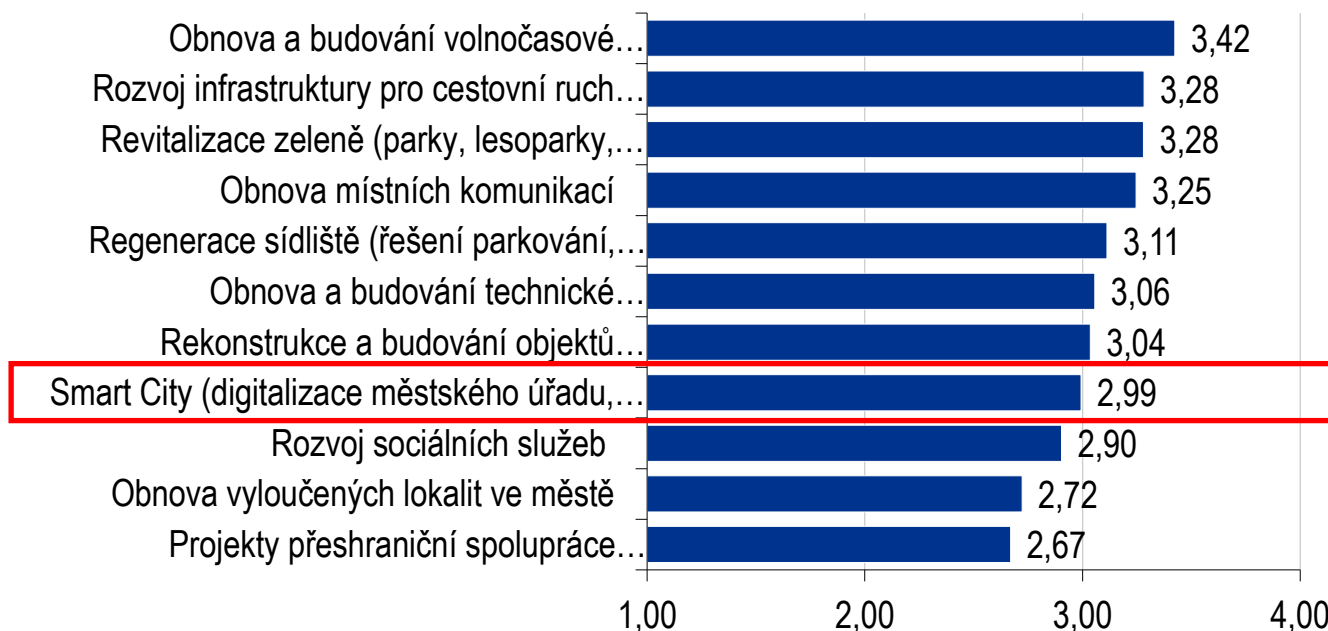 Obnova a budování volnočasové… 3,42
Rozvoj infrastruktury pro cestovní ruch… 3,28
Revitalizace zeleně (parky, lesoparky,… 3,28
Obnova místních komunikací 3,25
Regenerace sídliště (řešení parkování,… 3,11
Obnova a budování technické… 3,06
Rekonstrukce a budování objektů… 3,04
Smart City (digitalizace městského úřadu,… 2,99
Rozvoj sociálních služeb 2,90
Obnova vyloučených lokalit ve městě 2,72
Projekty přeshraniční spolupráce… 2,67
1,00 2,00 3,00 4,00